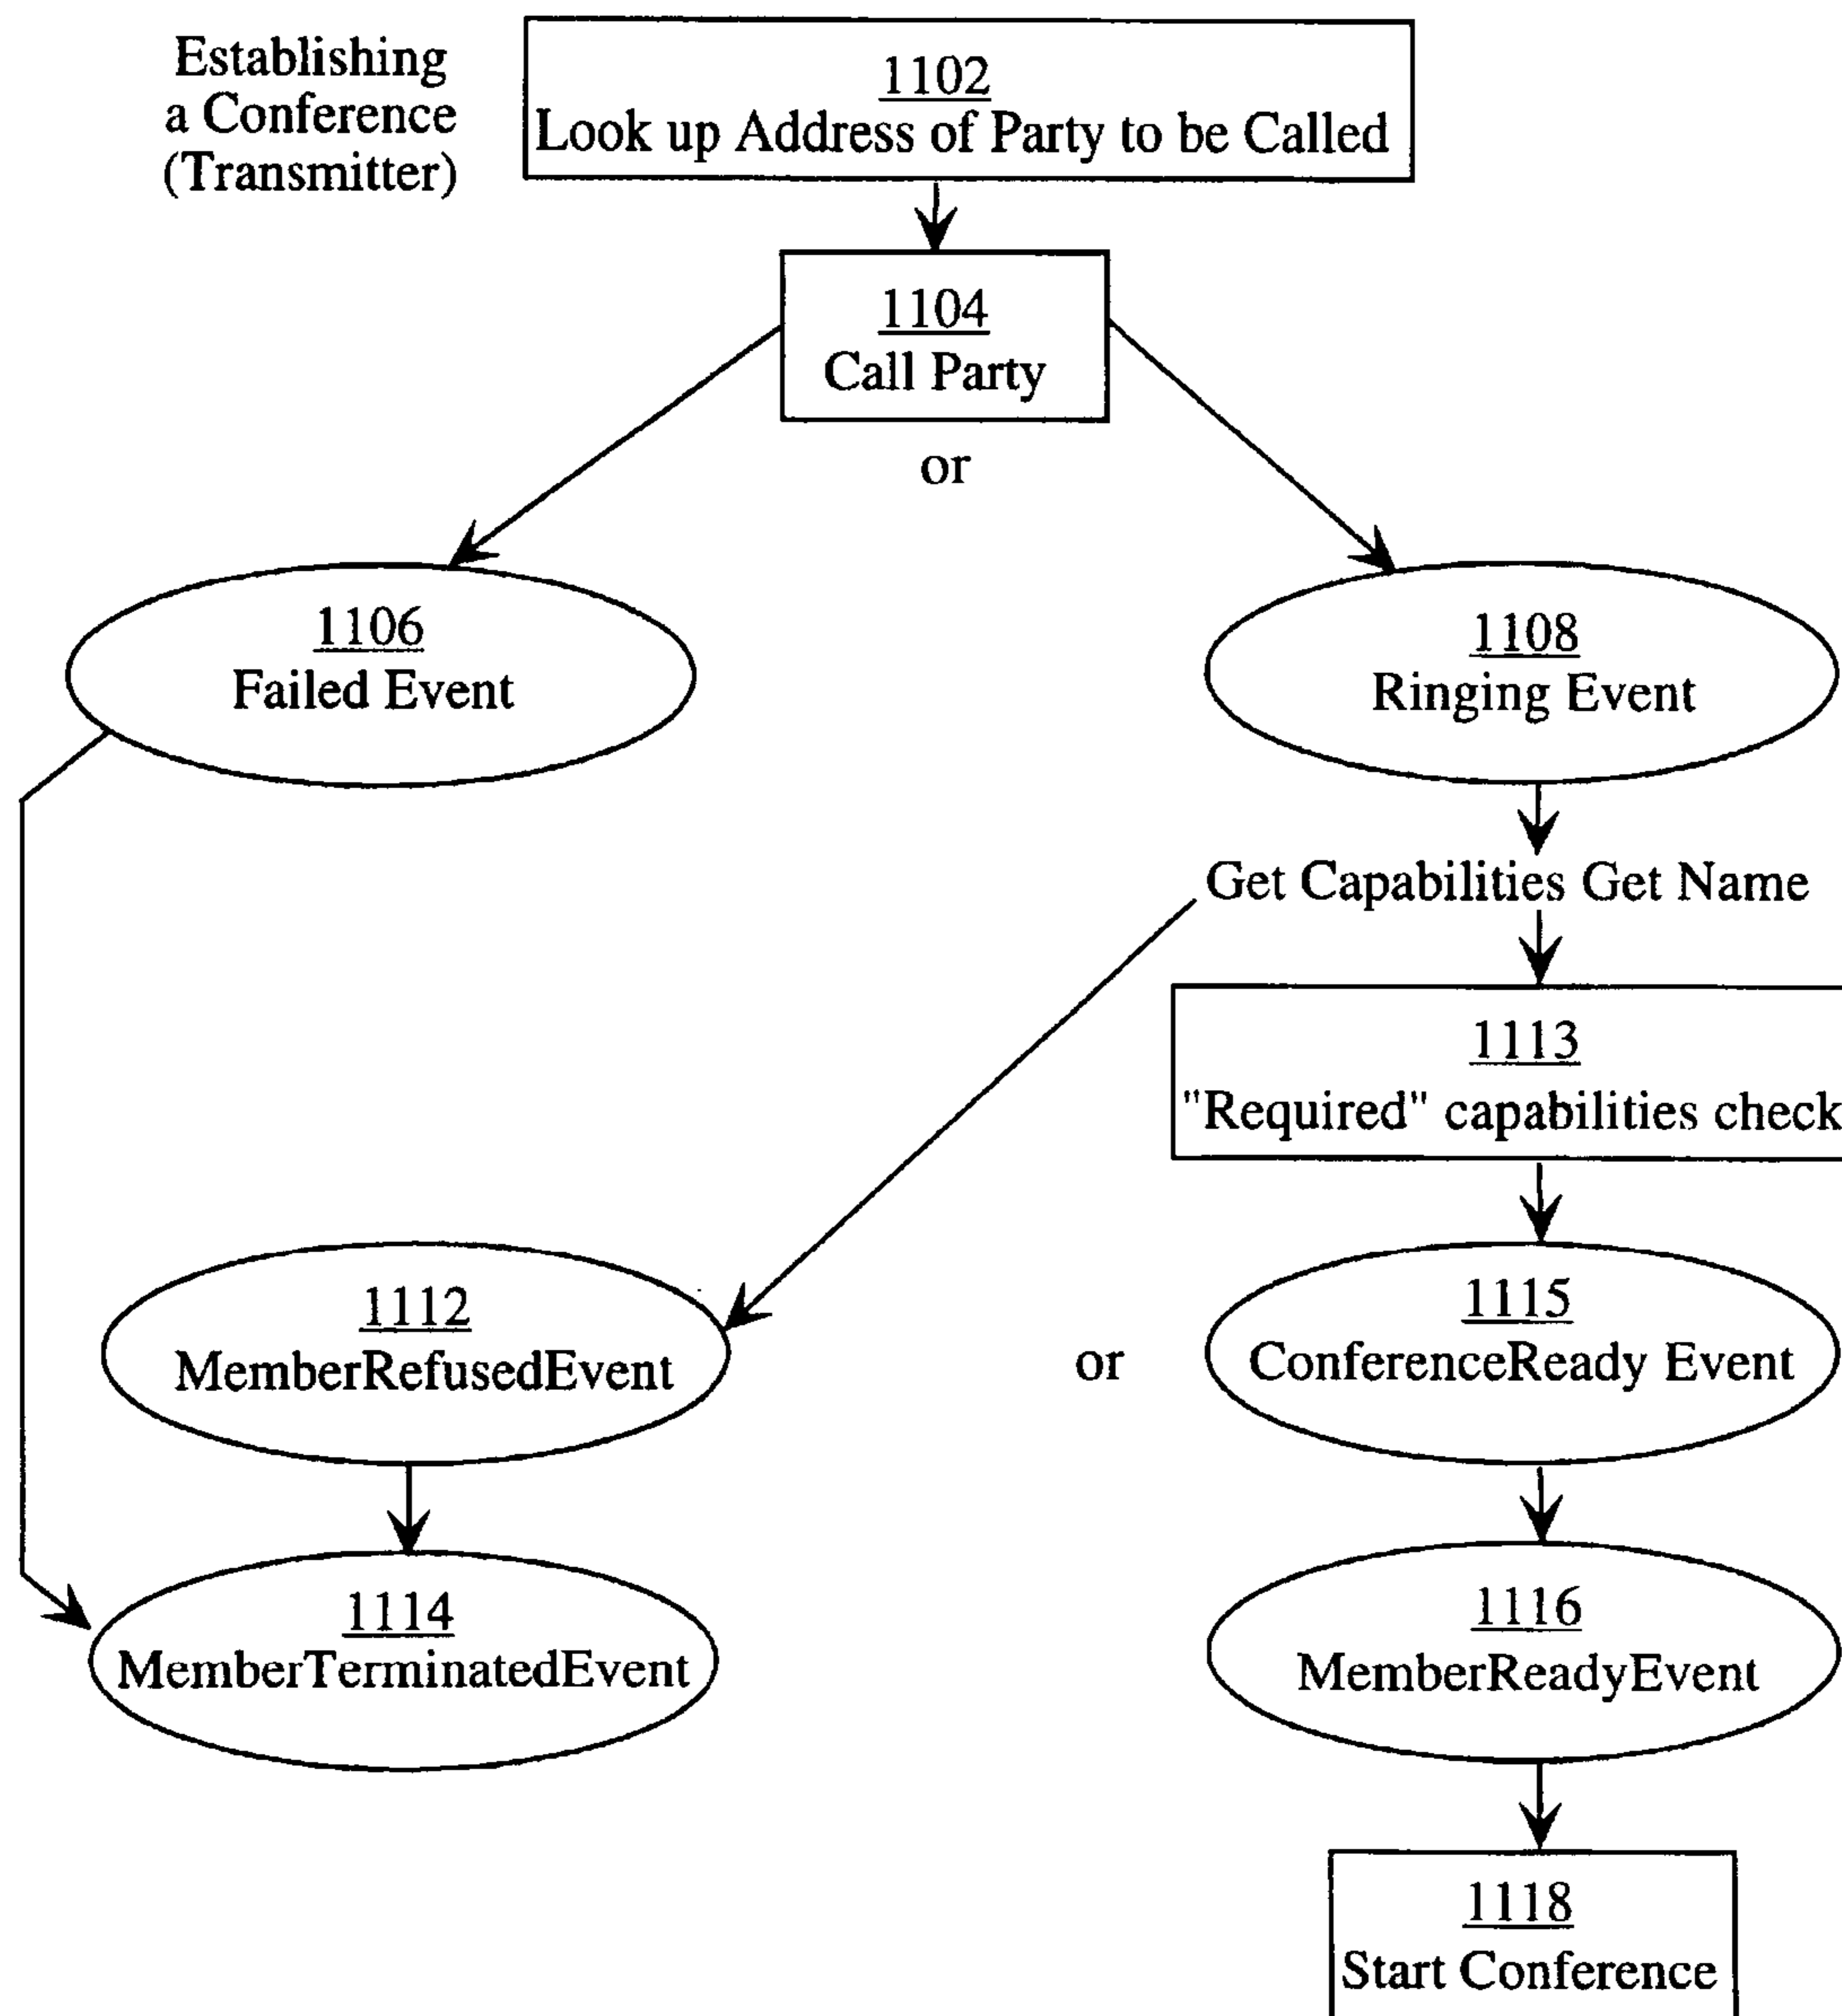 Establishing
a Conference
(Transmitter)
1102
Look up Address of Party to be Called
1104
Call Party
or
1106
Failed Event
1108
Ringing Event
Get Capabilities Get Name
1113
"Required" capabilities check
1112
MemberRefusedEvent
or
1115
ConferenceReady Event
1114
MemberTerminatedEvent
1116
MemberReadyEvent
1118
Start Conference